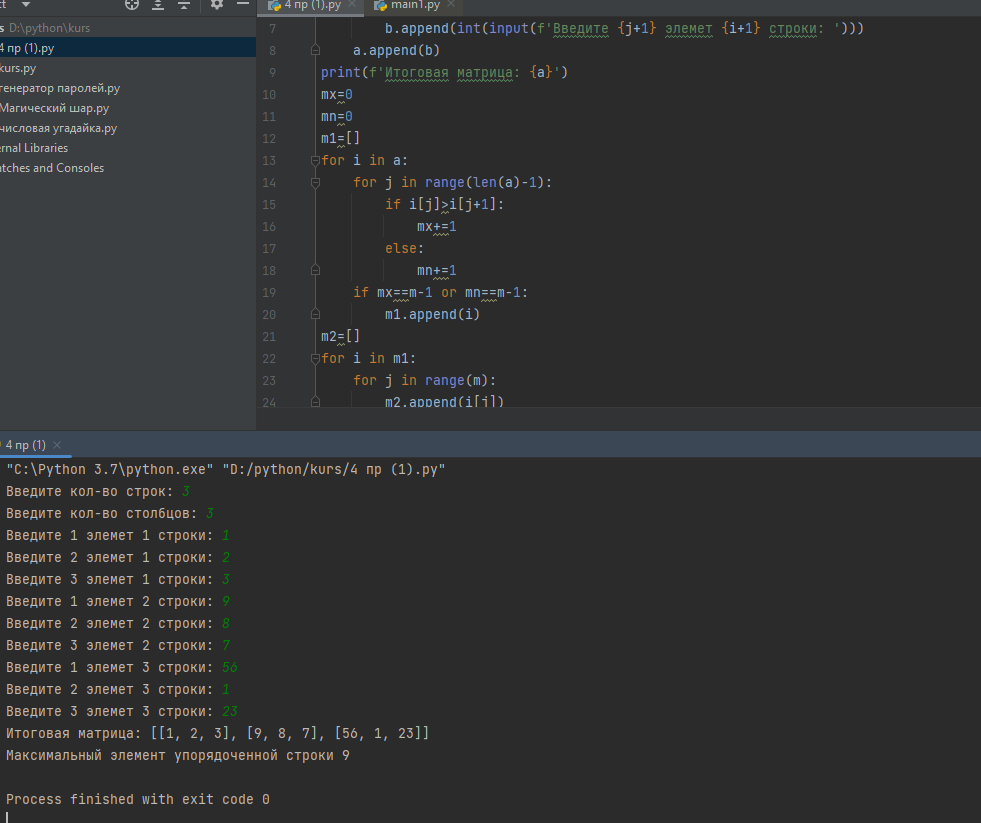 4 пр (1).py
main1.py
D:\python\kurs
4 пр (1).py
kurs.py
генератор паролей.py
Магический шар.py
числовая угадайка.py
7 b.append(int(input(f'Введите {j+1} элемет {i+1} строки: ')))
8 a.append(b)
9 print(f'Итоговая матрица: {a}')
10 mx=0
11 mn=0
12 m1=[]
13 for i in a:
14 for j in range(len(a)-1):
15 if i[j]>i[j+1]:
16 mx+=1
17 else:
18 mn+=1
19 if mx==m-1 or mn==m-1:
20 m1.append(i)
21 m2=[]
22 for i in m1:
23 for j in range(m):
24 m2.append(i[j])
4 пр (1)
"C:\Python 3.7\python.exe" "D:/python/kurs/4 пр (1).py"
Введите кол-во строк: 3
Введите кол-во столбцов: 3
Введите 1 элемет 1 строки: 1
Введите 2 элемет 1 строки: 2
Введите 3 элемет 1 строки: 3
Введите 1 элемет 2 строки: 9
Введите 2 элемет 2 строки: 8
Введите 3 элемет 2 строки: 7
Введите 1 элемет 3 строки: 56
Введите 2 элемет 3 строки: 1
Введите 3 элемет 3 строки: 23
Итоговая матрица: [[1, 2, 3], [9, 8, 7], [56, 1, 23]]
Максимальный элемент упорядоченной строки 9
Process finished with exit code 0